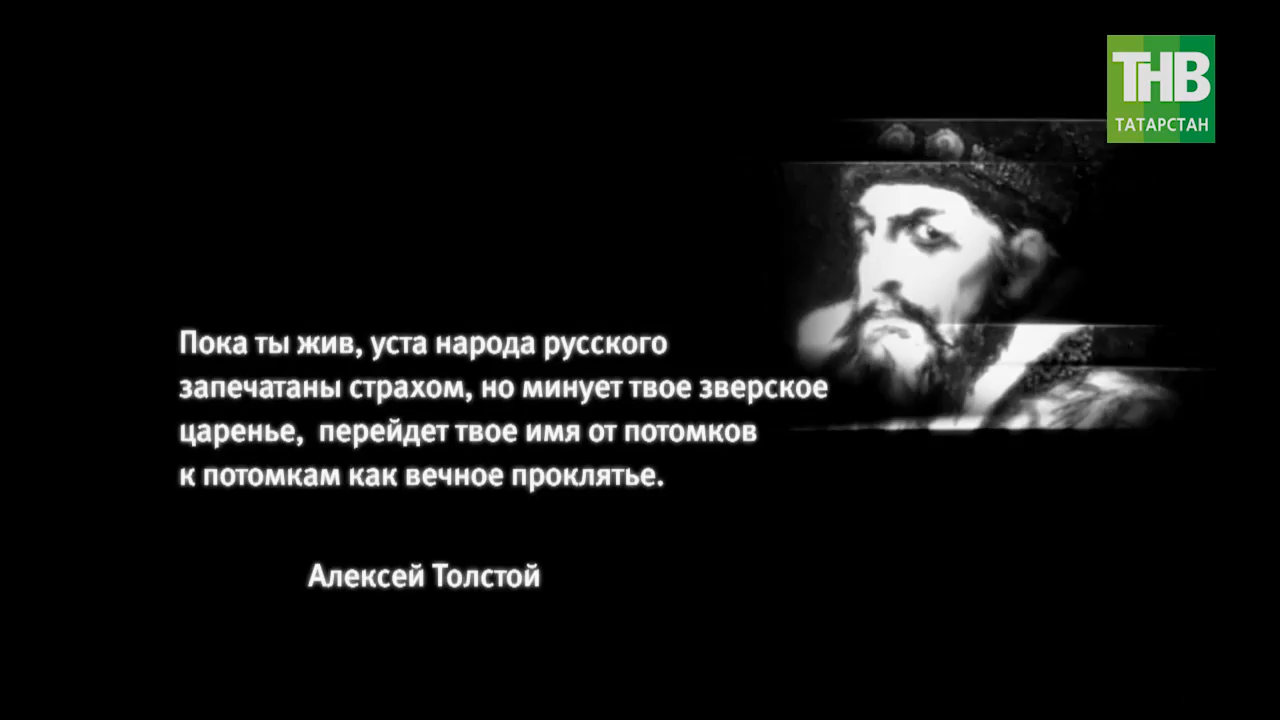 ТНВ
ТАТАРСТАН
Пока ты жив, уста народа русского
запечатаны страхом, но минует твое зверское
царенье,  перейдет твое имя от потомков
к потомкам как вечное проклятье.
Алексей Толстой